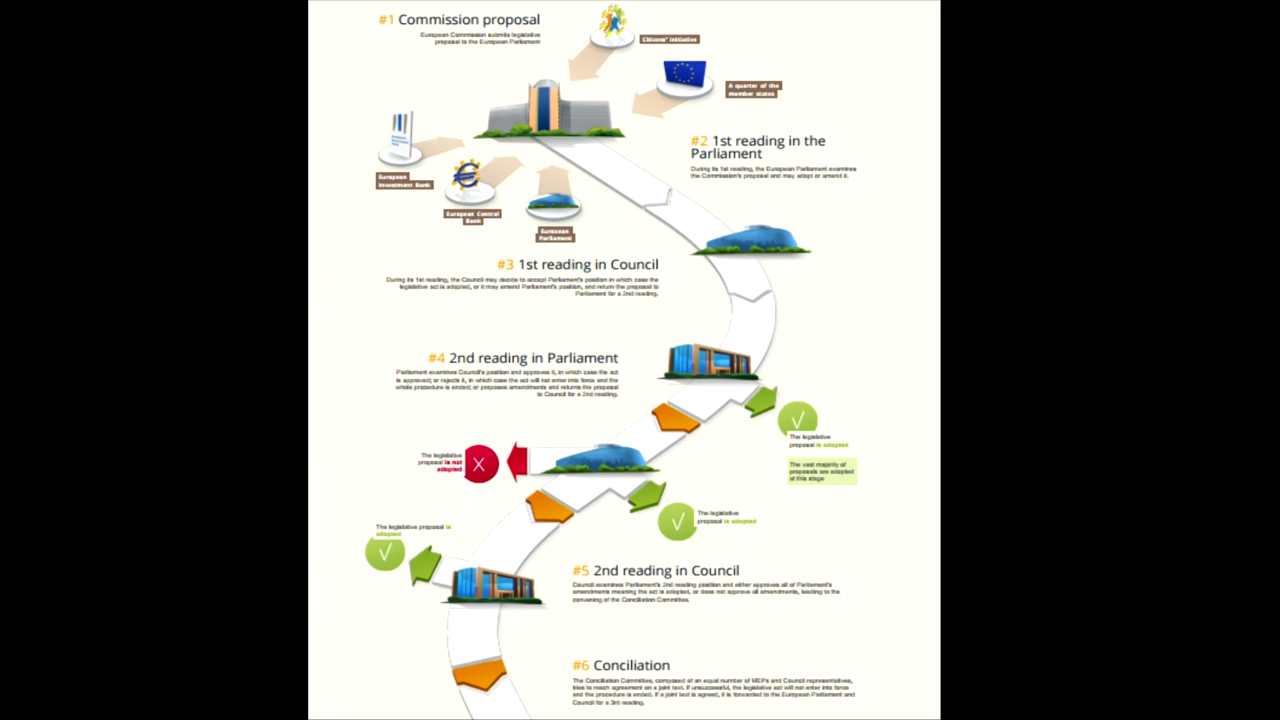 #1 Commission proposal
European Commission submits legislative
proposal to the European Parliament
Citizens' initiative
A quarter of the
member states
European
Investment Bank
European Central
Bank
European
Parliament
#2 1st reading in the
Parliament
During its 1st reading, the European Parliament examines
the Commission's proposal and may adopt or amend it.
#3 1st reading in Council
During its 1st reading, the Council may decide to accept Parliament's position in which case the
legislative act is adopted, or it may amend Parliament's position, and return the proposal to
Parliament for a 2nd reading.
#4 2nd reading in Parliament
Parliament examines Council's position and approves it, in which case the act
is approved; or rejects it, in which case the act will not enter into force and the
whole procedure is ended; or proposes amendments and returns the proposal
to Council for a 2nd reading.
The legislative
proposal is adopted
The vast majority of
proposals are adopted
at this stage
The legislative
proposal is not
adopted
X
The legislative
proposal is adopted
The legislative proposal is
adopted
#5 2nd reading in Council
Council examines Parliament's 2nd reading position and either approves all of Parliament's
amendments meaning the act is adopted, or does not approve all amendments, leading to the
convening of the Conciliation Committee.
#6 Conciliation
The Conciliation Committee, composed of an equal number of MEPs and Council representatives,
tries to reach agreement on a joint text. If unsuccessful, the legislative act will not enter into force
and the procedure is ended. If a joint text is agreed, it is forwarded to the European Parliament and
Council for a 3rd reading.